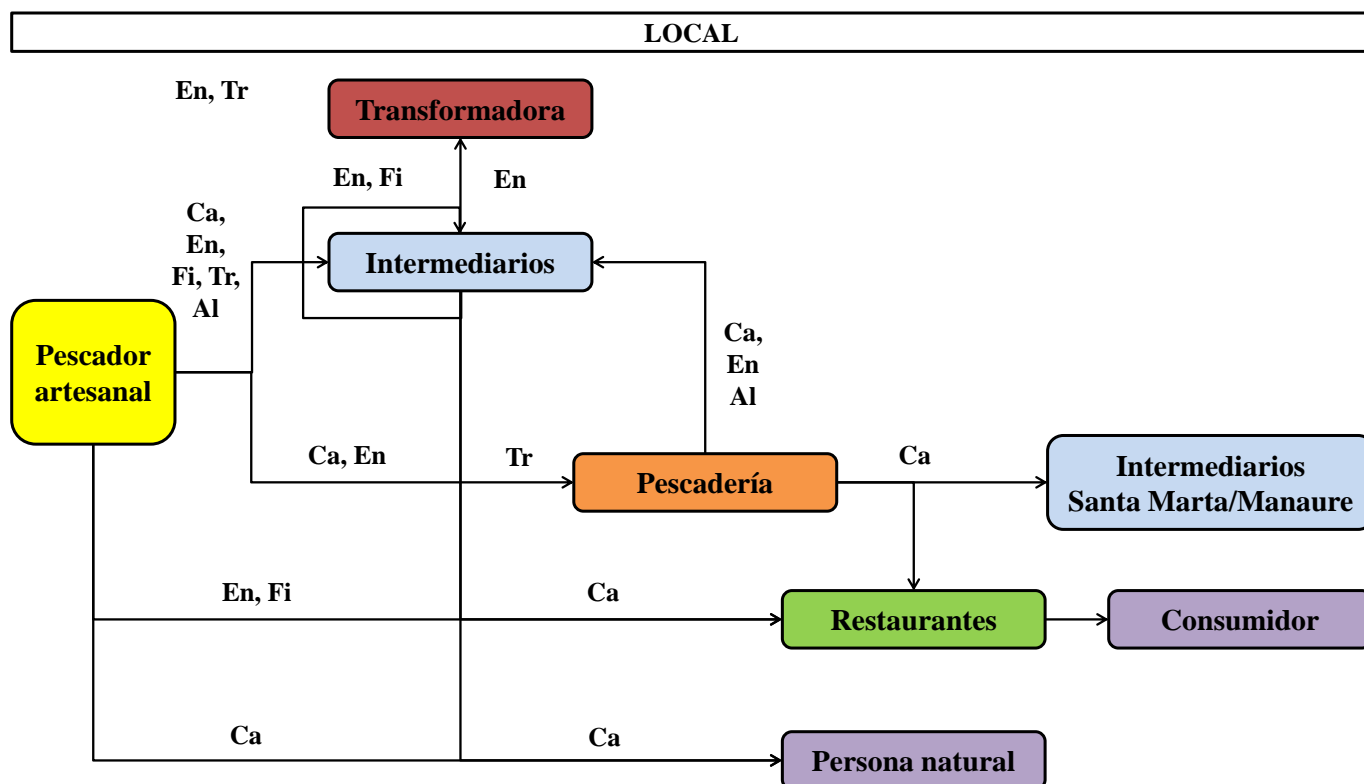 LOCAL
En, Tr
Transformadora
En, Fi
En
Ca,
En,
Fi, Tr,
Al
Intermediarios
Pescador
artesanal
Ca,
En
Al
Ca, En
Tr
Pescadería
Ca
Intermediarios
Santa Marta/Manaure
En, Fi
Ca
Restaurantes
Consumidor
Ca
Ca
Persona natural